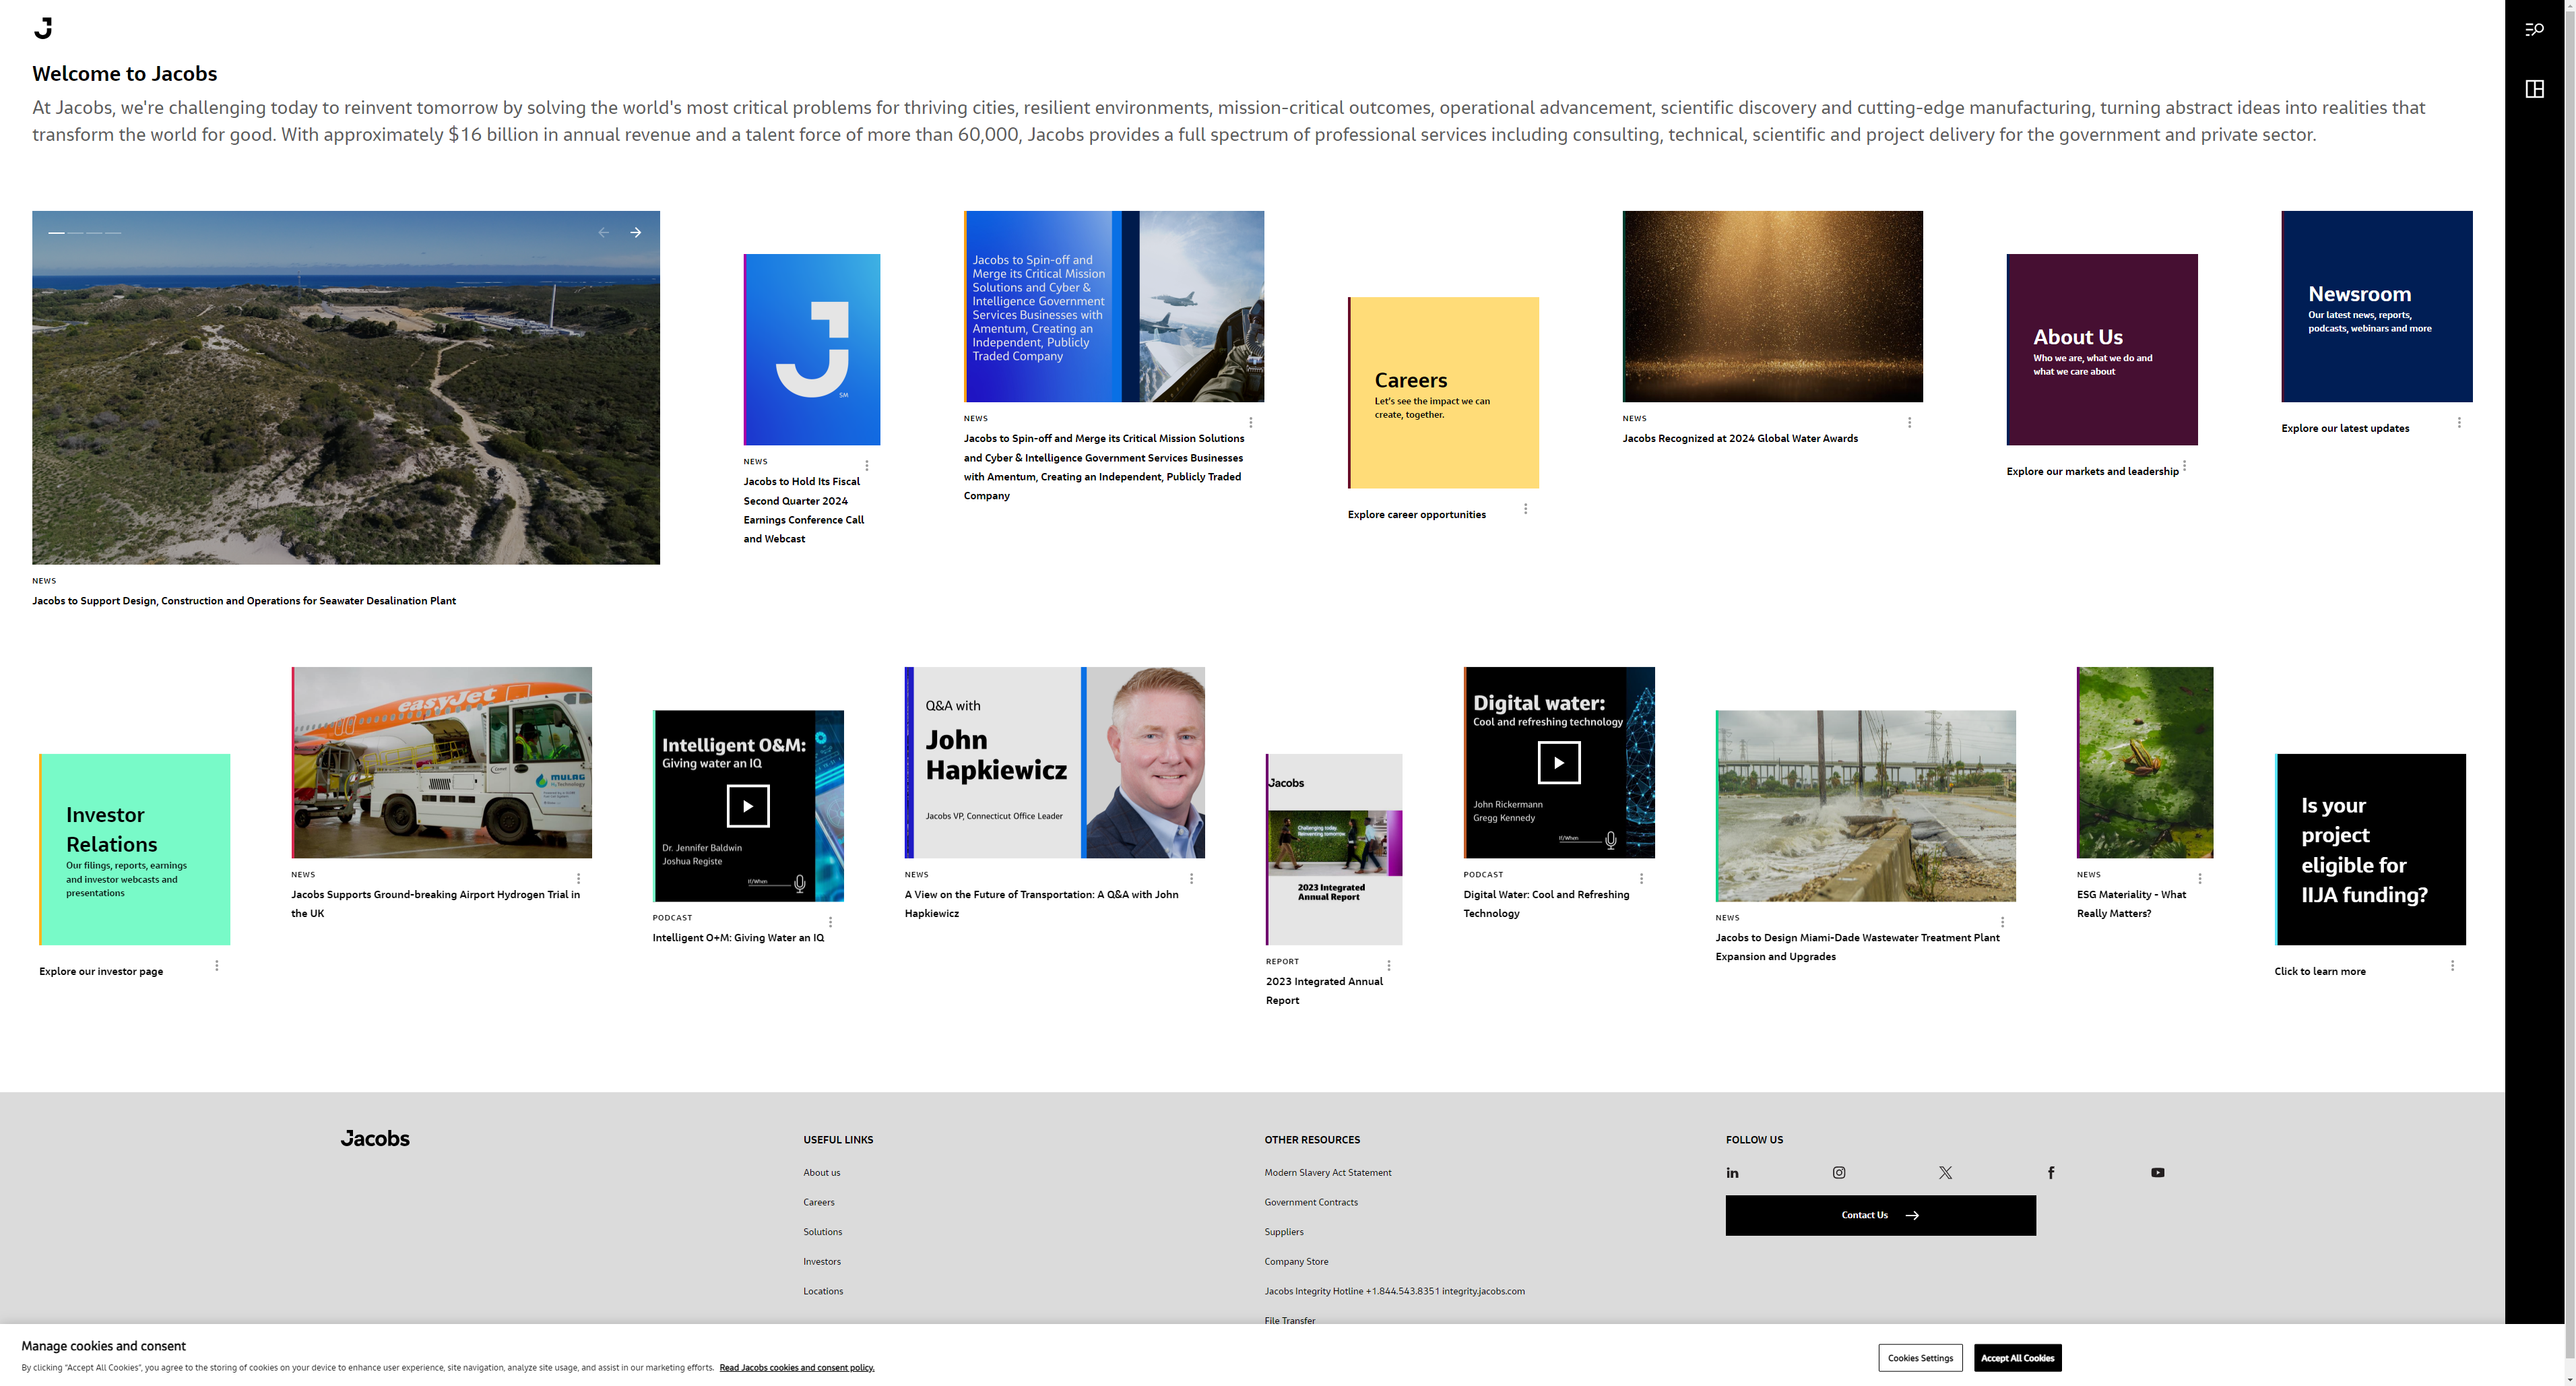 Welcome to Jacobs
At Jacobs, we're challenging today to reinvent tomorrow by solving the world's most critical problems for thriving cities, resilient environments, mission-critical outcomes, operational advancement, scientific discovery and cutting-edge manufacturing, turning abstract ideas into realities that
transform the world for good. With approximately $16 billion in annual revenue and a talent force of more than 60,000, Jacobs provides a full spectrum of professional services including consulting, technical, scientific and project delivery for the government and private sector.
NEWS
Jacobs to Support Design, Construction and Operations for Seawater Desalination Plant
SM
NEWS
Jacobs to Hold Its Fiscal
Second Quarter 2024
Earnings Conference Call
and Webcast
Jacobs to Spin-off and
Merge its Critical Mission
Solutions and Cyber &
Intelligence Government
Services Businesses with
Amentum, Creating an
Independent, Publicly
Traded Company
NEWS
Jacobs to Spin-off and Merge its Critical Mission Solutions
and Cyber & Intelligence Government Services Businesses
with Amentum, Creating an Independent, Publicly Traded
Company
Careers
Let's see the impact we can
create, together.
Explore career opportunities
NEWS
Jacobs Recognized at 2024 Global Water Awards
About Us
Who we are, what we do and
what we care about
Explore our markets and leadership
Newsroom
Our latest news, reports,
podcasts, webinars and more
Explore our latest updates
Investor
Relations
Our filings, reports, earnings
and investor webcasts and
presentations
Explore our investor page
easyJet
MULAG
NEWS
Jacobs Supports Ground-breaking Airport Hydrogen Trial in
the UK
Intelligent O&M:
Giving water an IQ
Dr. Jennifer Baldwin
Joshua Registe
If/When
PODCAST
Intelligent O+M: Giving Water an IQ
Q&A with
John
Hapkiewicz
Jacobs VP, Connecticut Office Leader
NEWS
A View on the Future of Transportation: A Q&A with John
Hapkiewicz
Jacobs
Challenging today.
Reinventing tomorrow.
2023 Integrated
Annual Report
REPORT
2023 Integrated Annual
Report
Digital water:
Cool and refreshing technology
John Rickermann
Gregg Kennedy
If/When
PODCAST
Digital Water: Cool and Refreshing
Technology
NEWS
Jacobs to Design Miami-Dade Wastewater Treatment Plant
Expansion and Upgrades
NEWS
ESG Materiality - What
Really Matters?
Is your
project
eligible for
IIJA funding?
Click to learn more
Jacobs
USEFUL LINKS
About us
Careers
Solutions
Investors
Locations
OTHER RESOURCES
Modern Slavery Act Statement
Government Contracts
Suppliers
Company Store
Jacobs Integrity Hotline +1.844.543.8351 integrity.jacobs.com
File Transfer
FOLLOW US
Contact Us
Manage cookies and consent
By clicking "Accept All Cookies", you agree to the storing of cookies on your device to enhance user experience, site navigation, analyze site usage, and assist in our marketing efforts. Read Jacobs cookies and consent policy.
Cookies Settings
Accept All Cookies